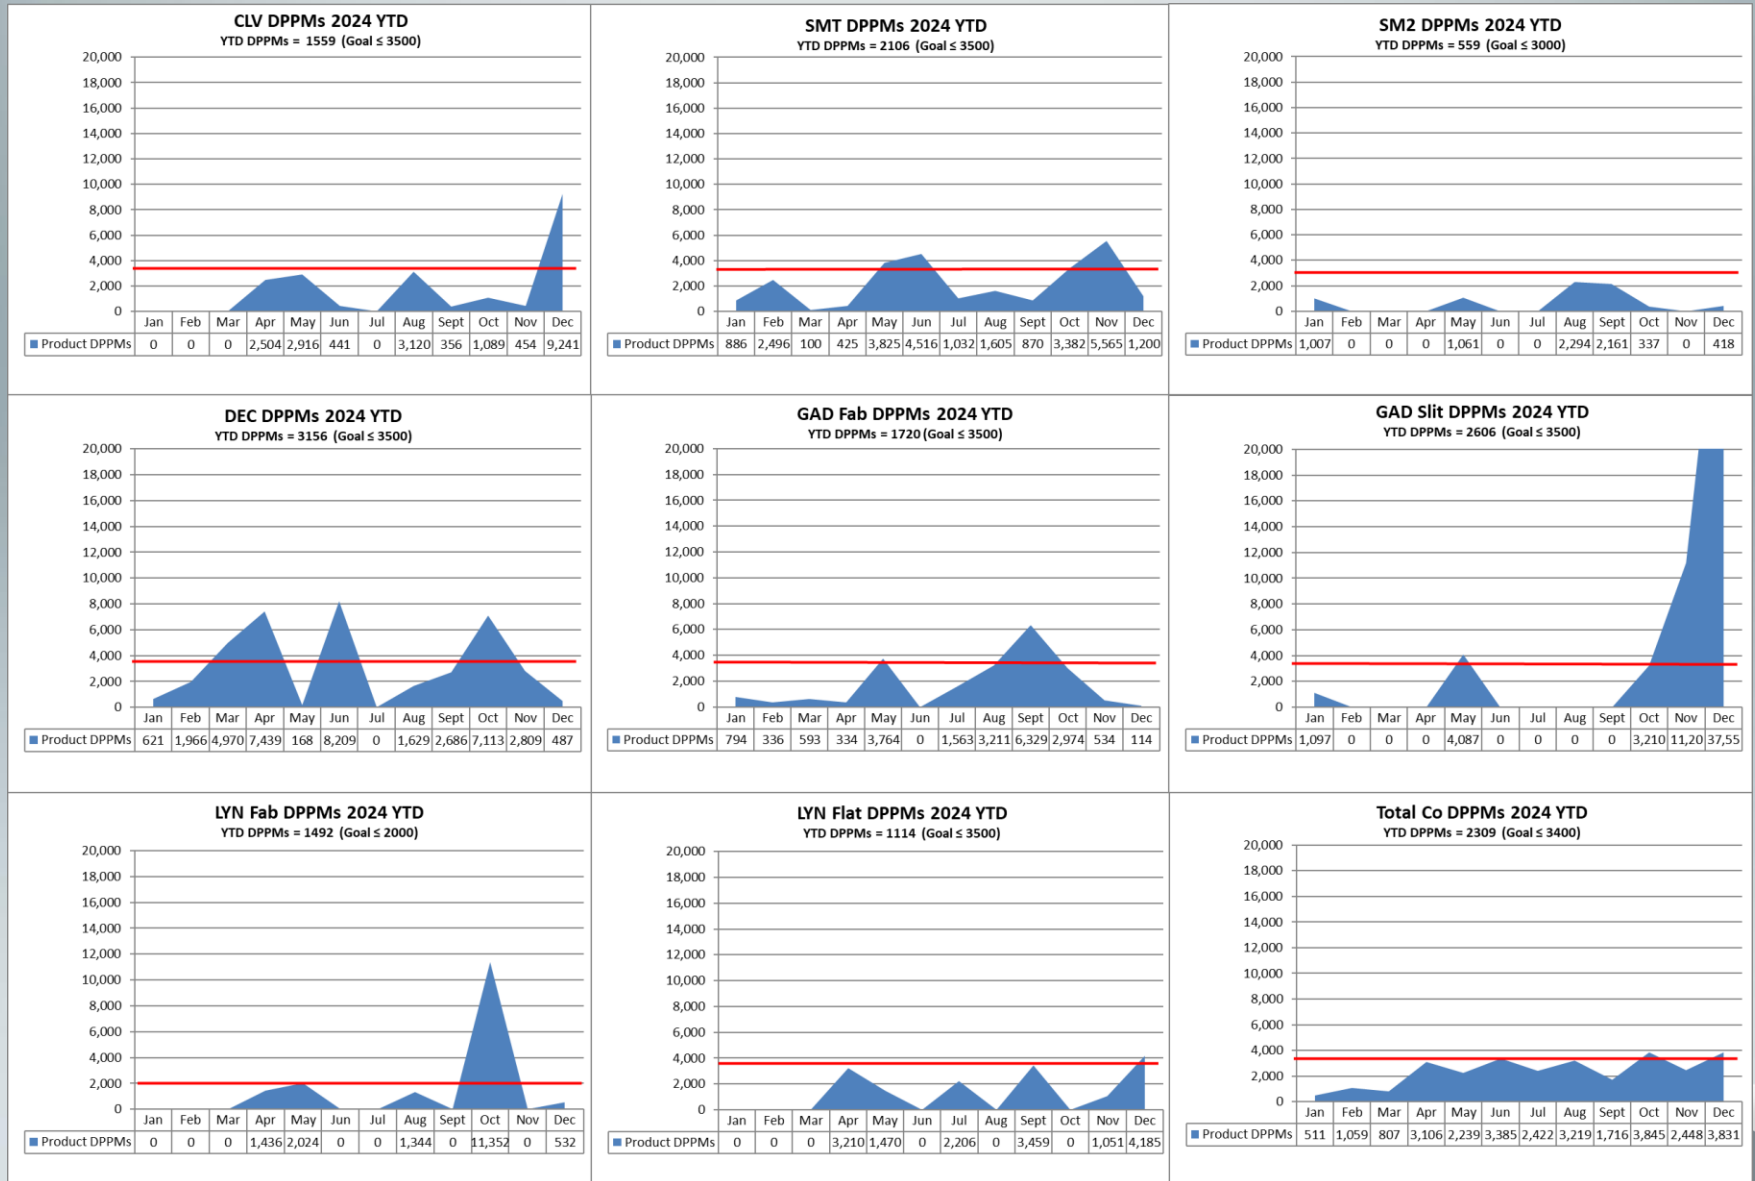 CLV DPPMs 2024 YTD
YTD DPPMs = 1559 (Goal ≤ 3500)
20,000
18,000
16,000
14,000
12,000
10,000
8,000
6,000
4,000
2,000
0
Jan Feb Mar Apr May Jun Jul Aug Sept Oct Nov Dec
Product DPPMs 0 0 0 2,504 2,916 441 0 3,120 356 1,089 454 9,241
SMT DPPMs 2024 YTD
YTD DPPMs = 2106 (Goal ≤ 3500)
20,000
18,000
16,000
14,000
12,000
10,000
8,000
6,000
4,000
2,000
0
Jan Feb Mar Apr May Jun Jul Aug Sept Oct Nov Dec
Product DPPMs 886 2,496 100 425 3,825 4,516 1,032 1,605 870 3,382 5,565 1,200
SM2 DPPMs 2024 YTD
YTD DPPMs = 559 (Goal ≤ 3000)
20,000
18,000
16,000
14,000
12,000
10,000
8,000
6,000
4,000
2,000
0
Jan Feb Mar Apr May Jun Jul Aug Sept Oct Nov Dec
Product DPPMs 1,007 0 0 0 1,061 0 0 2,294 2,161 337 0 418
DEC DPPMs 2024 YTD
YTD DPPMs = 3156 (Goal ≤ 3500)
20,000
18,000
16,000
14,000
12,000
10,000
8,000
6,000
4,000
2,000
0
Jan Feb Mar Apr May Jun Jul Aug Sept Oct Nov Dec
Product DPPMs 621 1,966 4,970 7,439 168 8,209 0 1,629 2,686 7,113 2,809 487
GAD Fab DPPMs 2024 YTD
YTD DPPMs = 1720 (Goal ≤ 3500)
20,000
18,000
16,000
14,000
12,000
10,000
8,000
6,000
4,000
2,000
0
Jan Feb Mar Apr May Jun Jul Aug Sept Oct Nov Dec
Product DPPMs 794 336 593 334 3,764 0 1,563 3,211 6,329 2,974 534 114
GAD Slit DPPMs 2024 YTD
YTD DPPMs = 2606 (Goal ≤ 3500)
20,000
18,000
16,000
14,000
12,000
10,000
8,000
6,000
4,000
2,000
0
Jan Feb Mar Apr May Jun Jul Aug Sept Oct Nov Dec
Product DPPMs 1,097 0 0 0 4,087 0 0 0 0 3,210 11,20 37,55
LYN Fab DPPMs 2024 YTD
YTD DPPMs = 1492 (Goal ≤ 2000)
20,000
18,000
16,000
14,000
12,000
10,000
8,000
6,000
4,000
2,000
0
Jan Feb Mar Apr May Jun Jul Aug Sept Oct Nov Dec
Product DPPMs 0 0 0 1,436 2,024 0 0 1,344 0 11,352 0 532
LYN Flat DPPMs 2024 YTD
YTD DPPMs = 1114 (Goal ≤ 3500)
20,000
18,000
16,000
14,000
12,000
10,000
8,000
6,000
4,000
2,000
0
Jan Feb Mar Apr May Jun Jul Aug Sept Oct Nov Dec
Product DPPMs 0 0 0 3,210 1,470 0 2,206 0 3,459 0 1,051 4,185
Total Co DPPMs 2024 YTD
YTD DPPMs = 2309 (Goal ≤ 3400)
20,000
18,000
16,000
14,000
12,000
10,000
8,000
6,000
4,000
2,000
0
Jan Feb Mar Apr May Jun Jul Aug Sept Oct Nov Dec
Product DPPMs 511 1,059 807 3,106 2,239 3,385 2,422 3,219 1,716 3,845 2,448 3,831